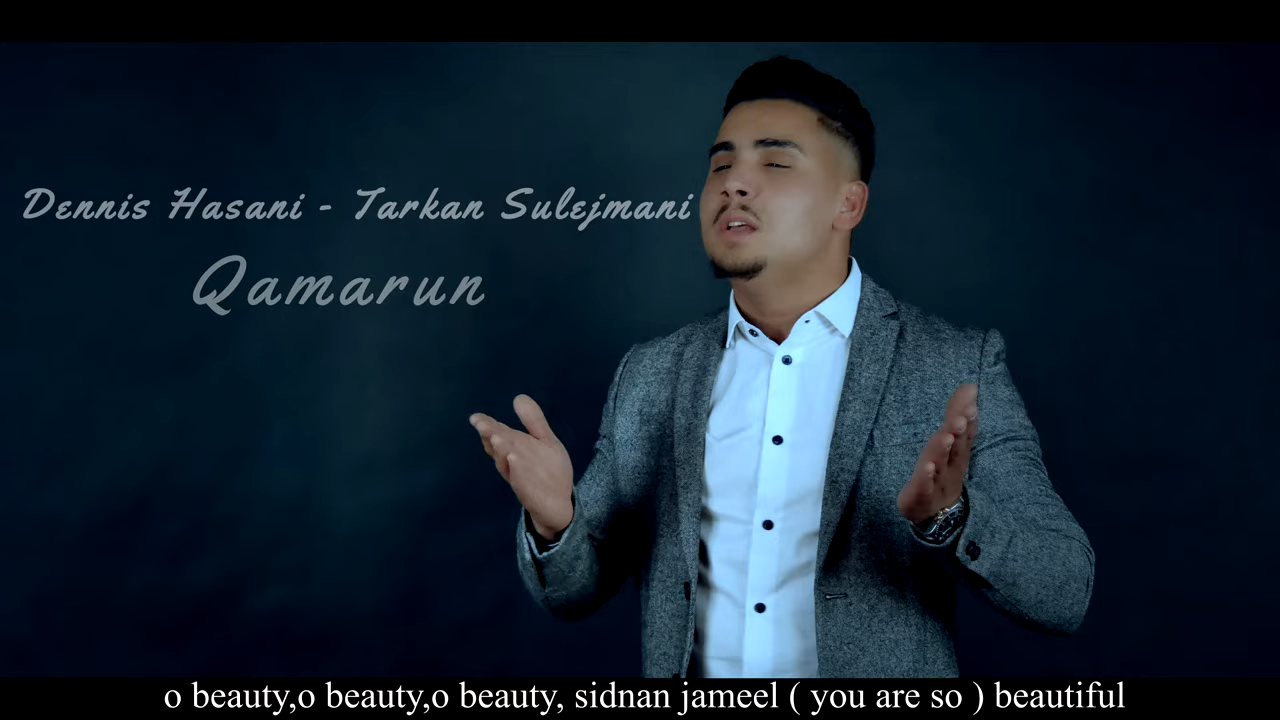 Dennis Hasani - Tarkan Sulejmani
Qamarun
o beauty,o beauty,o beauty, sidnan jameel ( you are so ) beautiful